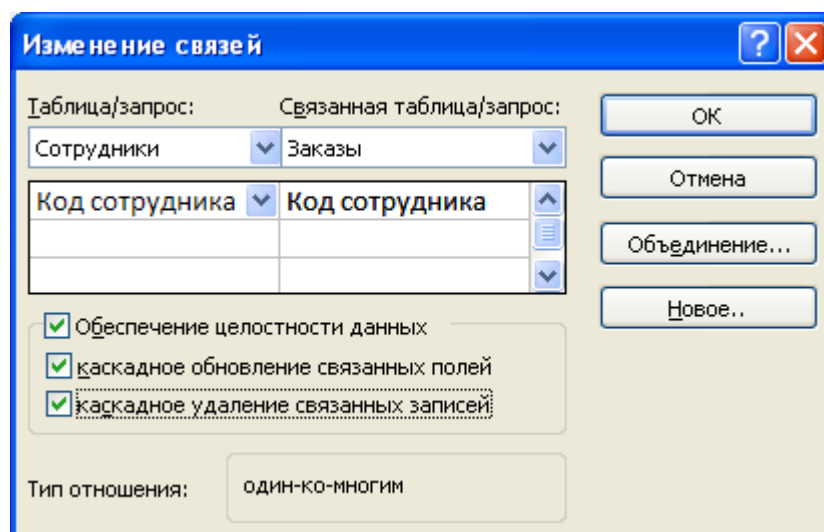 Изменение связей
Таблица/запрос: Связанная таблица/запрос:
Сотрудники Заказы
Код сотрудника Код сотрудника
Обеспечение целостности данных
каскадное обновление связанных полей
каскадное удаление связанных записей
Тип отношения: один-ко-многим
ОК
Отмена
Объединение...
Новое..